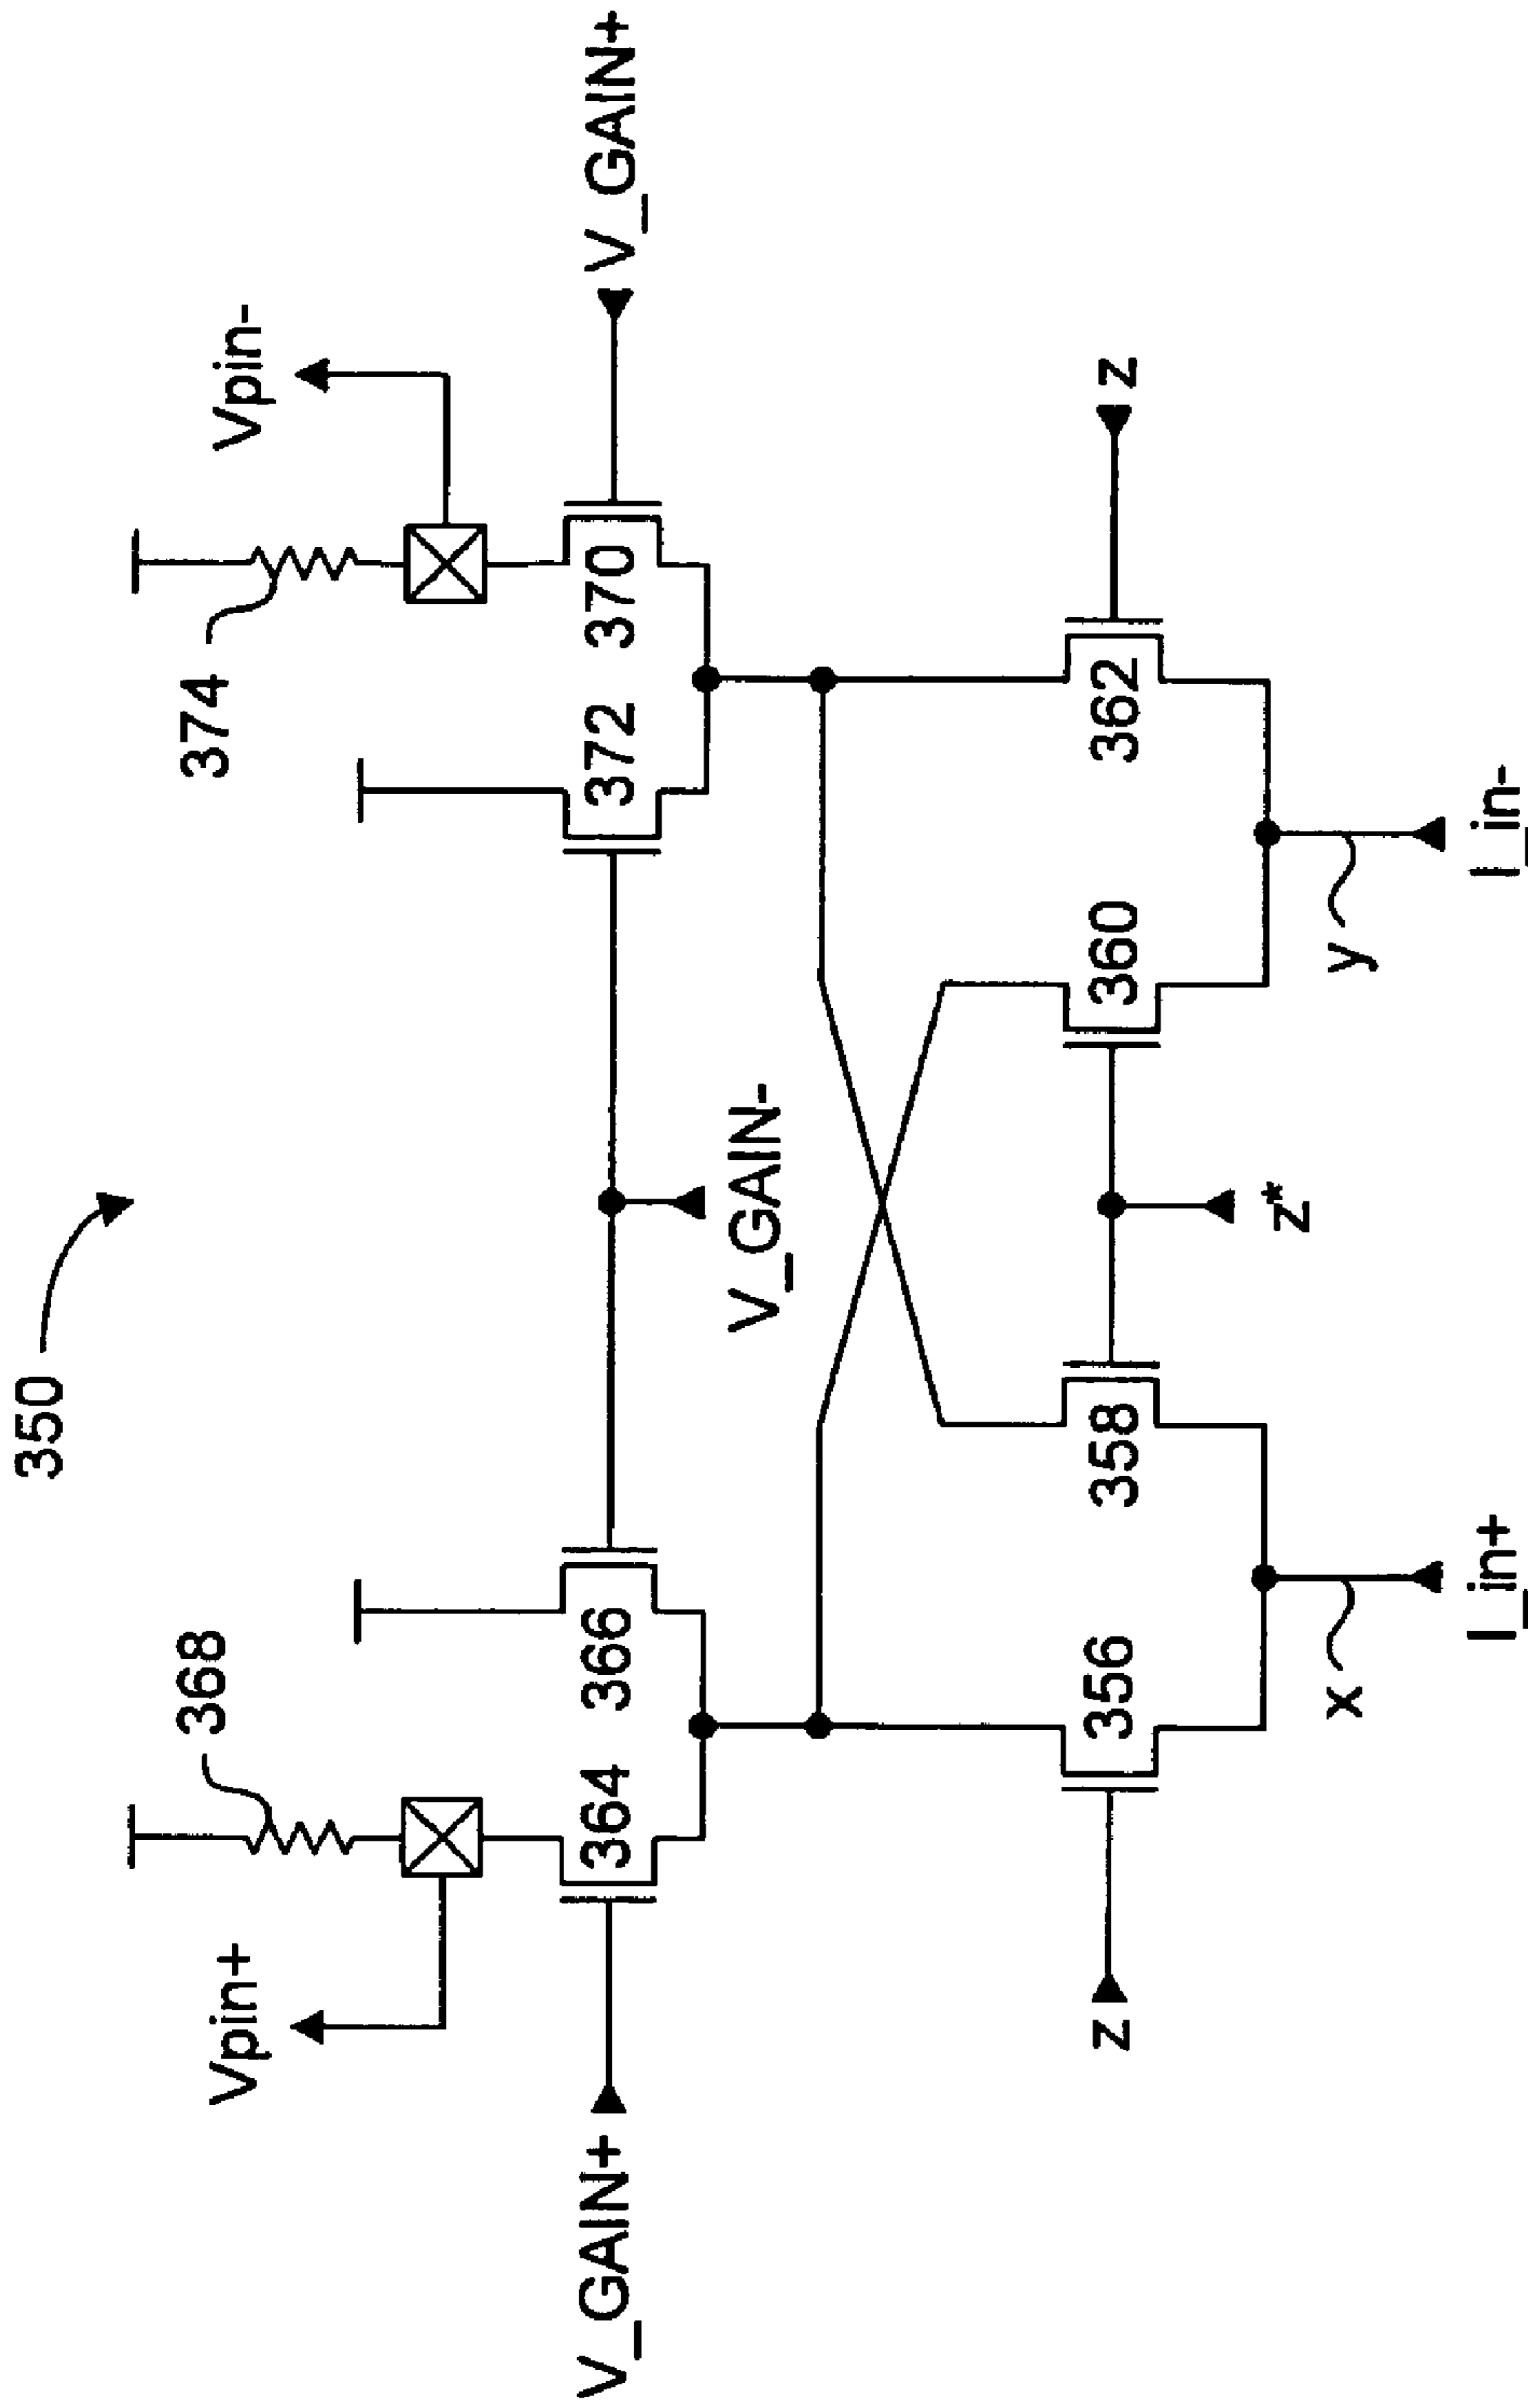 350
368
374
Vpin+
Vpin-
V_GAIN+
364
366
372
370
V_GAIN+
V_GAIN-
z
356
358
360
362
z
z*
x
y
I_in+
I_in-